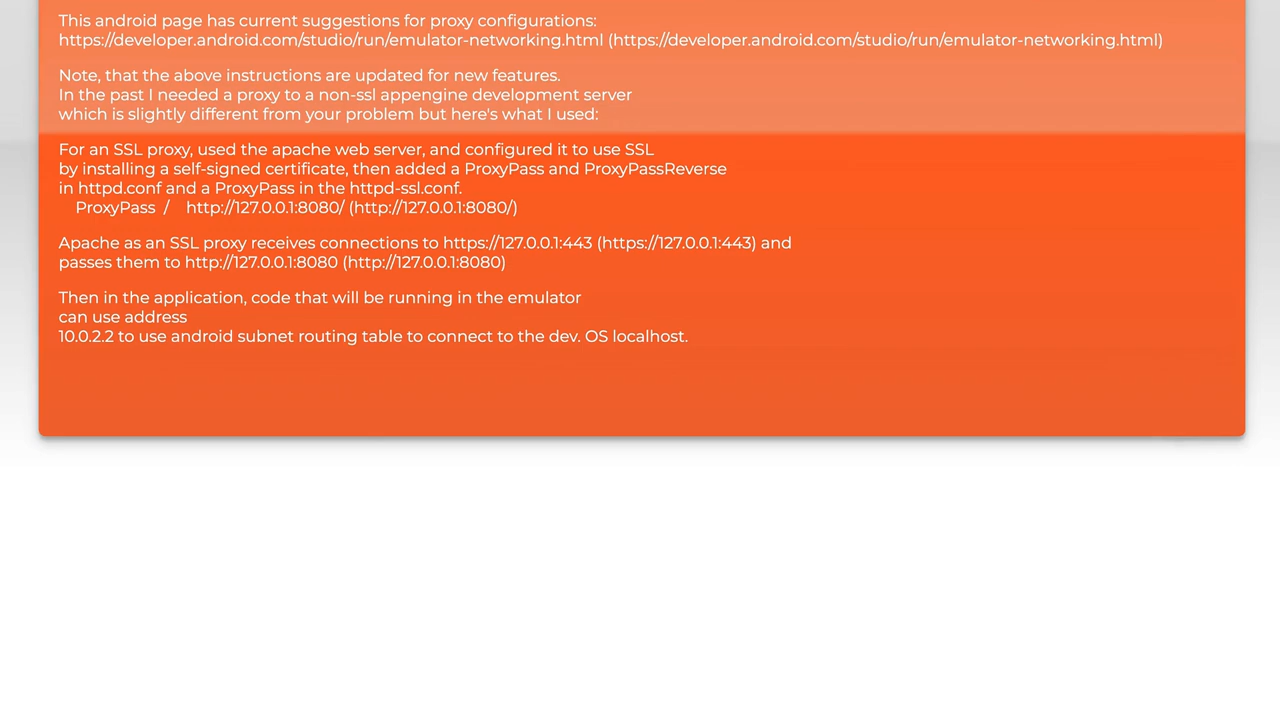 This android page has current suggestions for proxy configurations:
https://developer.android.com/studio/run/emulator-networking.html (https://developer.android.com/studio/run/emulator-networking.html)
Note, that the above instructions are updated for new features.
In the past I needed a proxy to a non-ssl appengine development server
which is slightly different from your problem but here's what I used:
For an SSL proxy, used the apache web server, and configured it to use SSL
by installing a self-signed certificate, then added a ProxyPass and ProxyPassReverse
in httpd.conf and a ProxyPass in the httpd-ssl.conf.
ProxyPass / http://127.0.0.1:8080/ (http://127.0.0.1:8080/)
Apache as an SSL proxy receives connections to https://127.0.0.1:443 (https://127.0.0.1:443) and
passes them to http://127.0.0.1:8080 (http://127.0.0.1:8080)
Then in the application, code that will be running in the emulator
can use address
10.0.2.2 to use android subnet routing table to connect to the dev. OS localhost.